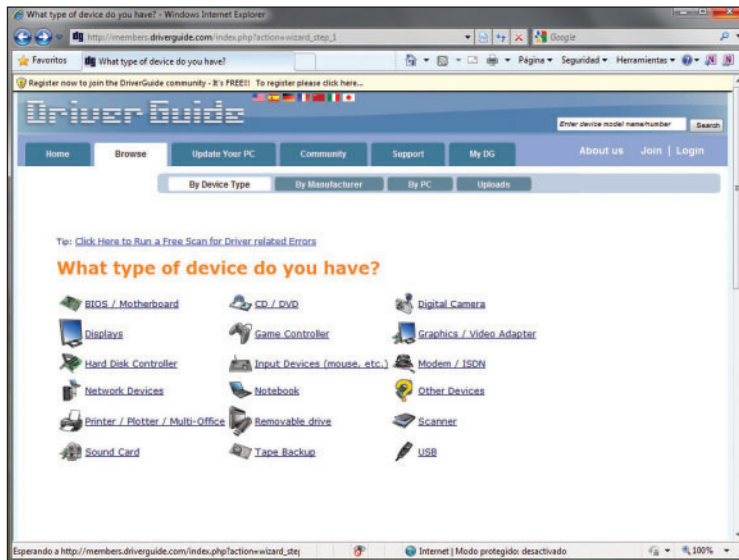 What type of device do you have? - Windows Internet Explorer
http://members.driverguide.com/index.php?action=wizard_step_1
Google
Favoritos
What type of device do you have?
Página
Seguridad
Herramientas
Register now to join the DriverGuide community - It's FREE!! To register please click here...
DriverGuide
Enter device model name/number
Search
Home
Browse
Update Your PC
Community
Support
My DG
About us
Join | Login
By Device Type
By Manufacturer
By PC
Uploads
Tip: Click Here to Run a Free Scan for Driver related Errors
What type of device do you have?
BIOS / Motherboard
CD / DVD
Digital Camera
Displays
Game Controller
Graphics / Video Adapter
Hard Disk Controller
Input Devices (mouse, etc.)
Modem / ISDN
Network Devices
Notebook
Other Devices
Printer / Plotter / Multi-Office
Removable drive
Scanner
Sound Card
Tape Backup
USB
Esperando a http://members.driverguide.com/index.php?action=wizard_step
Internet | Modo protegido: desactivado
100%